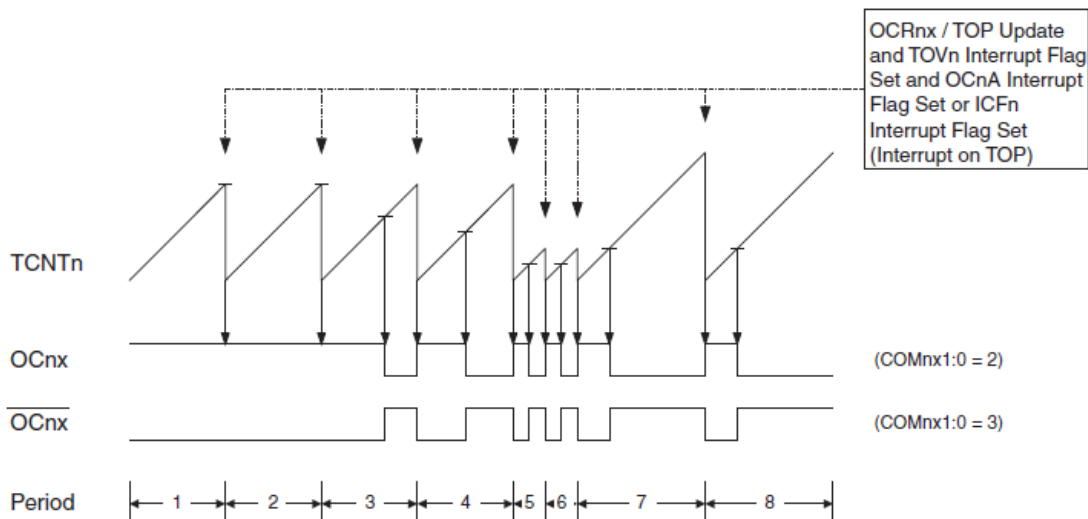 OCRnx / TOP Update
and TOVn Interrupt Flag
Set and OCnA Interrupt
Flag Set or ICFn
Interrupt Flag Set
(Interrupt on TOP)
TCNTn
OCnx
(COMnx1:0 = 2)
OCnx
(COMnx1:0 = 3)
Period
1 2 3 4 5 6 7 8